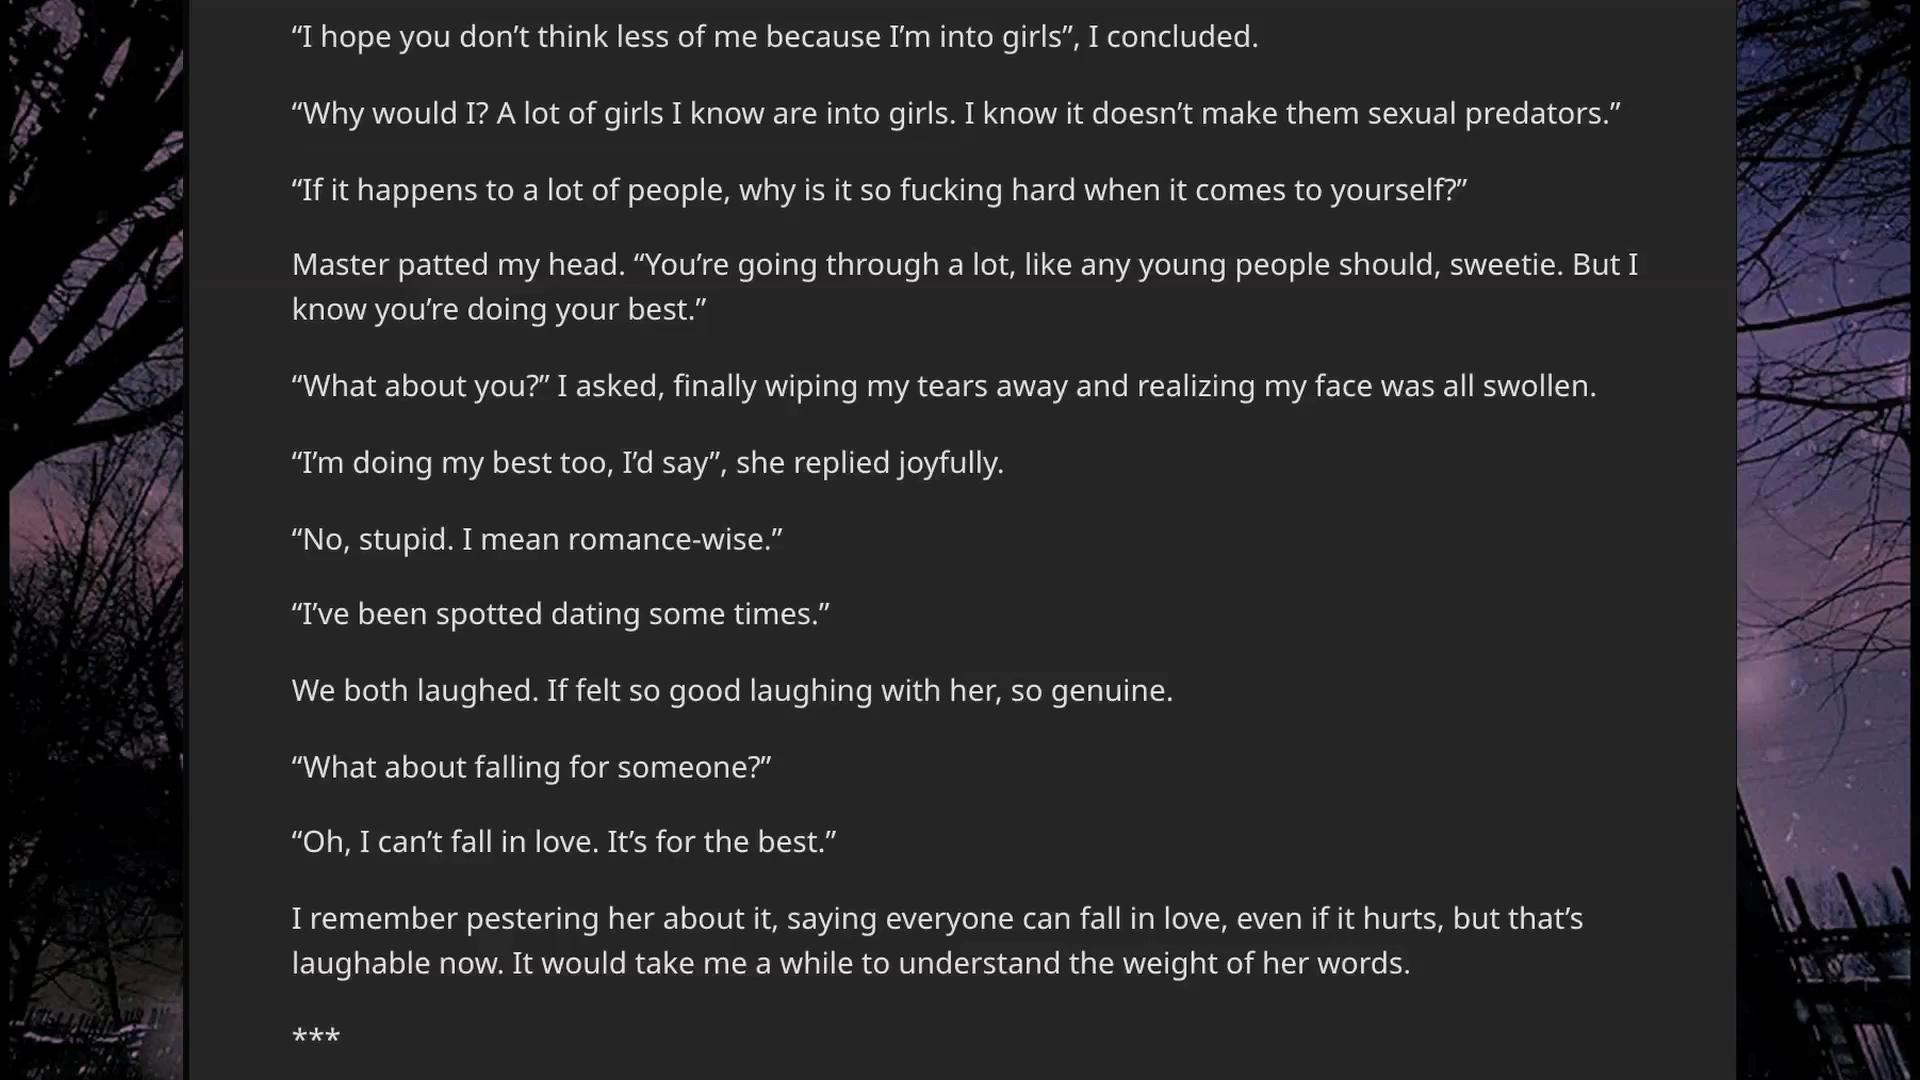 “I hope you don’t think less of me because I’m into girls”, I concluded.
“Why would I? A lot of girls I know are into girls. I know it doesn’t make them sexual predators.”
“If it happens to a lot of people, why is it so fucking hard when it comes to yourself?”
Master patted my head. “You’re going through a lot, like any young people should, sweetie. But I
know you’re doing your best.”
“What about you?” I asked, finally wiping my tears away and realizing my face was all swollen.
“I’m doing my best too, I’d say”, she replied joyfully.
“No, stupid. I mean romance-wise.”
“I’ve been spotted dating some times.”
We both laughed. If felt so good laughing with her, so genuine.
“What about falling for someone?”
“Oh, I can’t fall in love. It’s for the best.”
I remember pestering her about it, saying everyone can fall in love, even if it hurts, but that’s
laughable now. It would take me a while to understand the weight of her words.
***